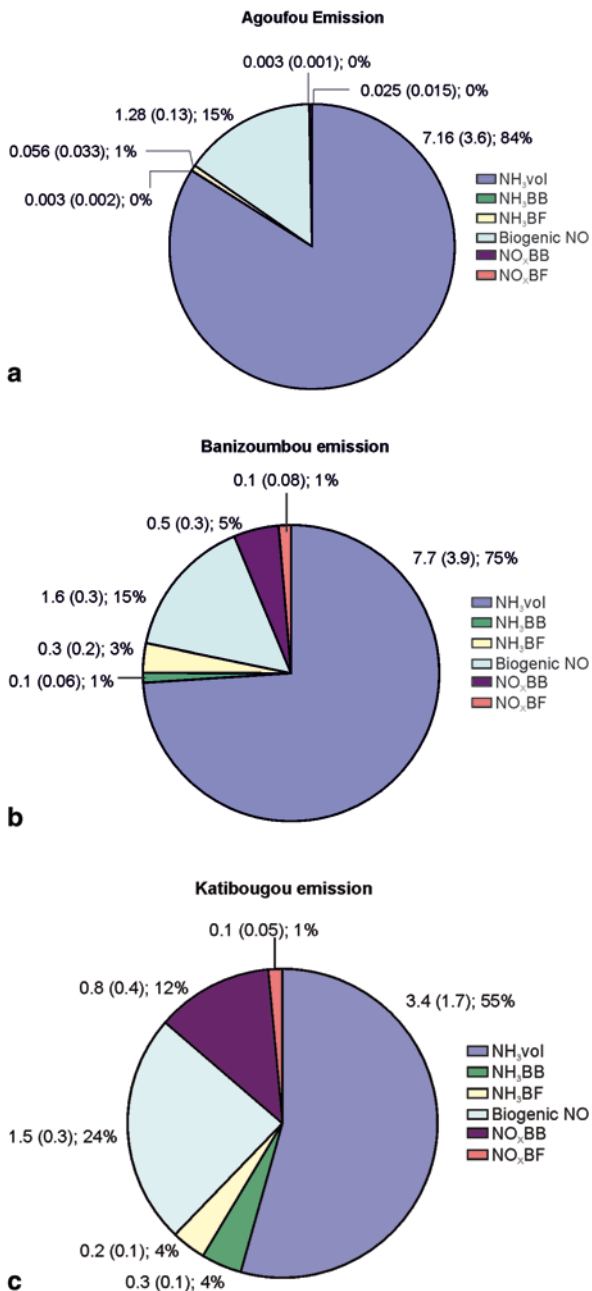 Agoufou Emission
0.003 (0.001); 0%
0.025 (0.015); 0%
1.28 (0.13); 15%
7.16 (3.6); 84%
0.056 (0.033); 1%
0.003 (0.002); 0%
NH₃vol
NH₃BB
NH₃BF
Biogenic NO
NOₓBB
NOₓBF
a
Banizoumbou emission
0.1 (0.08); 1%
0.5 (0.3); 5%
7.7 (3.9); 75%
1.6 (0.3); 15%
0.3 (0.2); 3%
0.1 (0.06); 1%
NH₃vol
NH₃BB
NH₃BF
Biogenic NO
NOₓBB
NOₓBF
b
Katibougou emission
0.1 (0.05); 1%
0.8 (0.4); 12%
3.4 (1.7); 55%
1.5 (0.3); 24%
0.2 (0.1); 4%
0.3 (0.1); 4%
NH₃vol
NH₃BB
NH₃BF
Biogenic NO
NOₓBB
NOₓBF
c